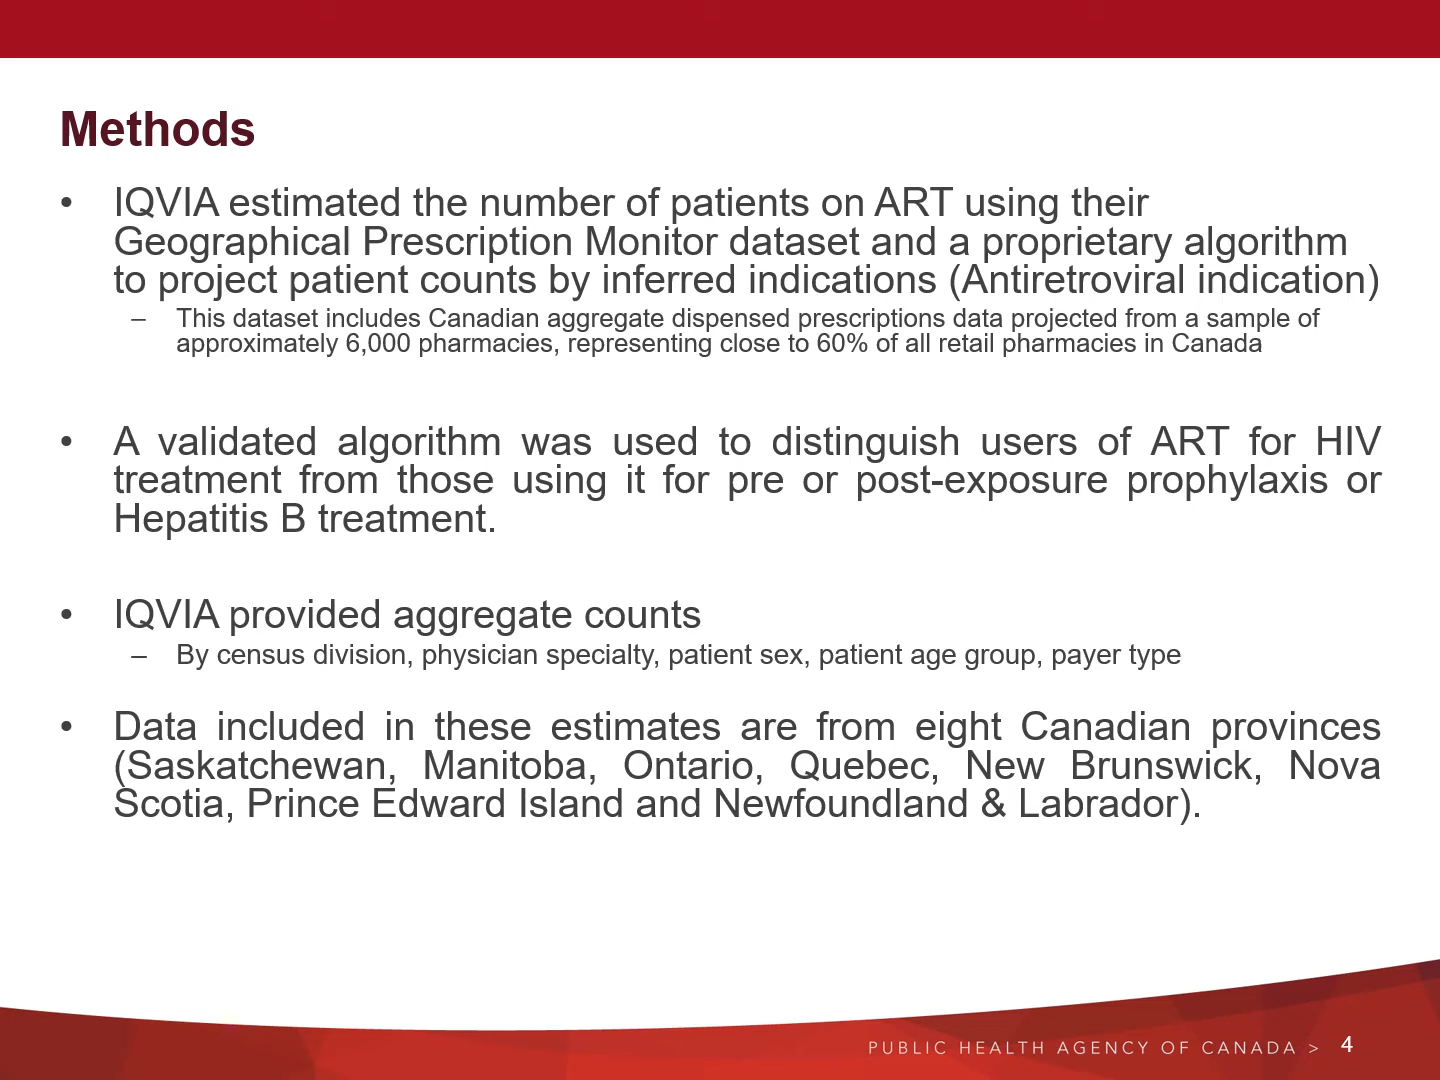 Methods
• IQVIA estimated the number of patients on ART using their
Geographical Prescription Monitor dataset and a proprietary algorithm
to project patient counts by inferred indications (Antiretroviral indication)
– This dataset includes Canadian aggregate dispensed prescriptions data projected from a sample of
approximately 6,000 pharmacies, representing close to 60% of all retail pharmacies in Canada
• A validated algorithm was used to distinguish users of ART for HIV
treatment from those using it for pre or post-exposure prophylaxis or
Hepatitis B treatment.
• IQVIA provided aggregate counts
– By census division, physician specialty, patient sex, patient age group, payer type
• Data included in these estimates are from eight Canadian provinces
(Saskatchewan, Manitoba, Ontario, Quebec, New Brunswick, Nova
Scotia, Prince Edward Island and Newfoundland & Labrador).
PUBLIC HEALTH AGENCY OF CANADA > 4